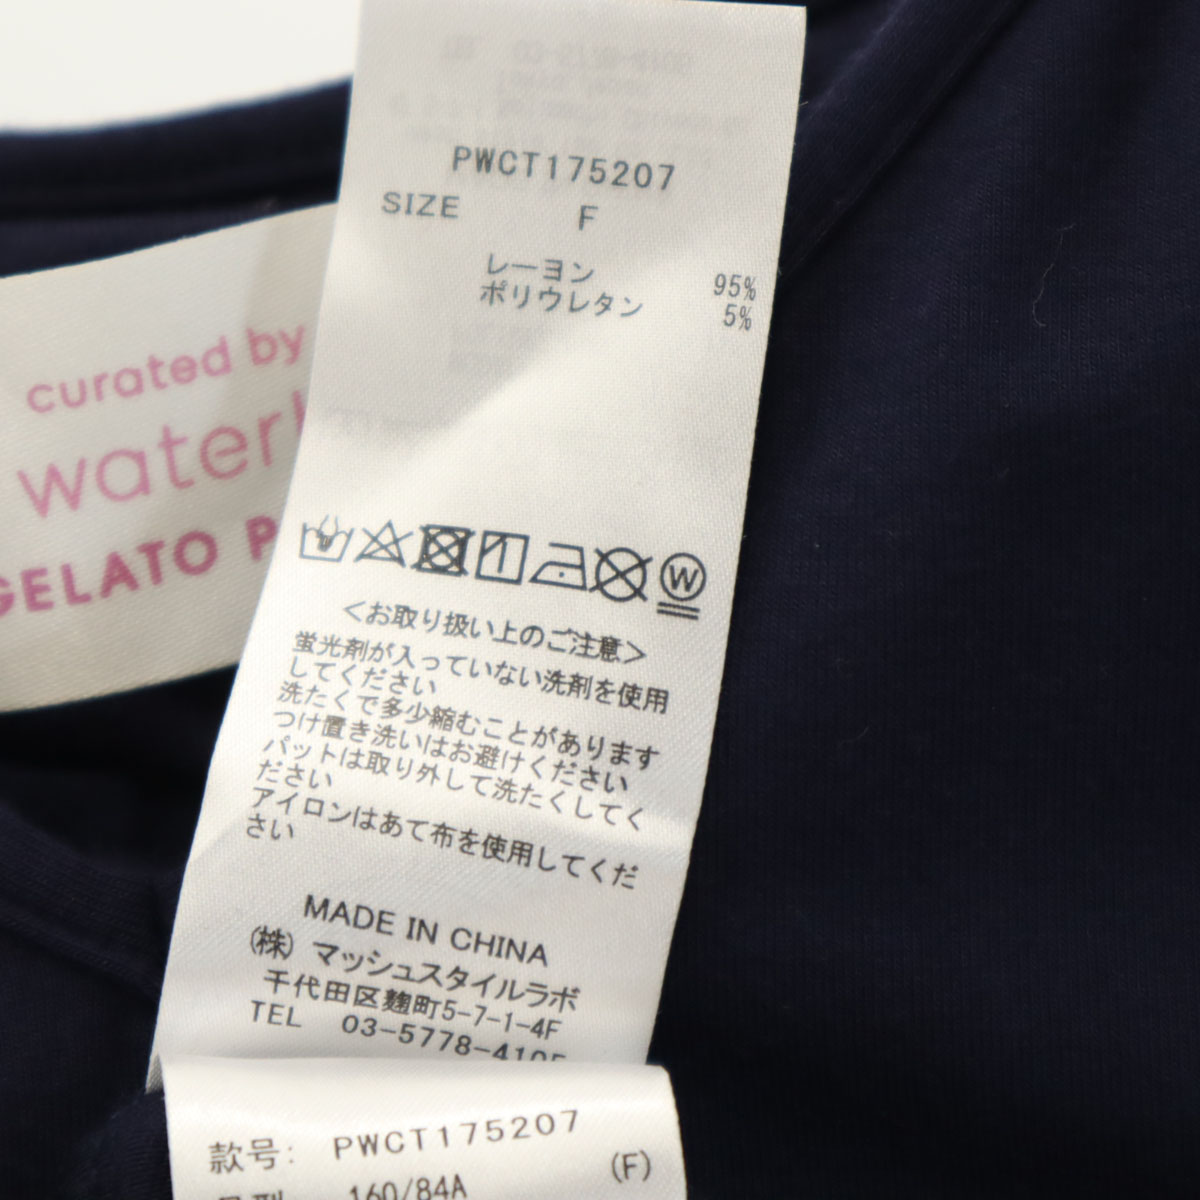 PWCT175207
SIZE F
レーヨン 95%
ポリウレタン 5%
curated by
GELATO
W
<お取り扱い上のご注意>
蛍光剤が入っていない洗剤を使用
してください
洗たくで多少縮むことがあります
つけ置き洗いはお避けください
パットは取り外して洗たくしてく
ださい
アイロンはあて布を使用してくだ
さい
MADE IN CHINA
(株) マッシュスタイルラボ
千代田区麹町5-7-1-4F
TEL 03-5778-4105
款号: PWCT175207
160/84A (F)